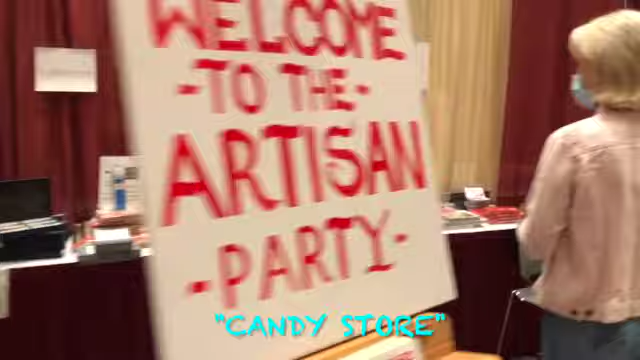 WELCOME
-TO THE-
ARTISAN
-PARTY-
"CANDY STORE"